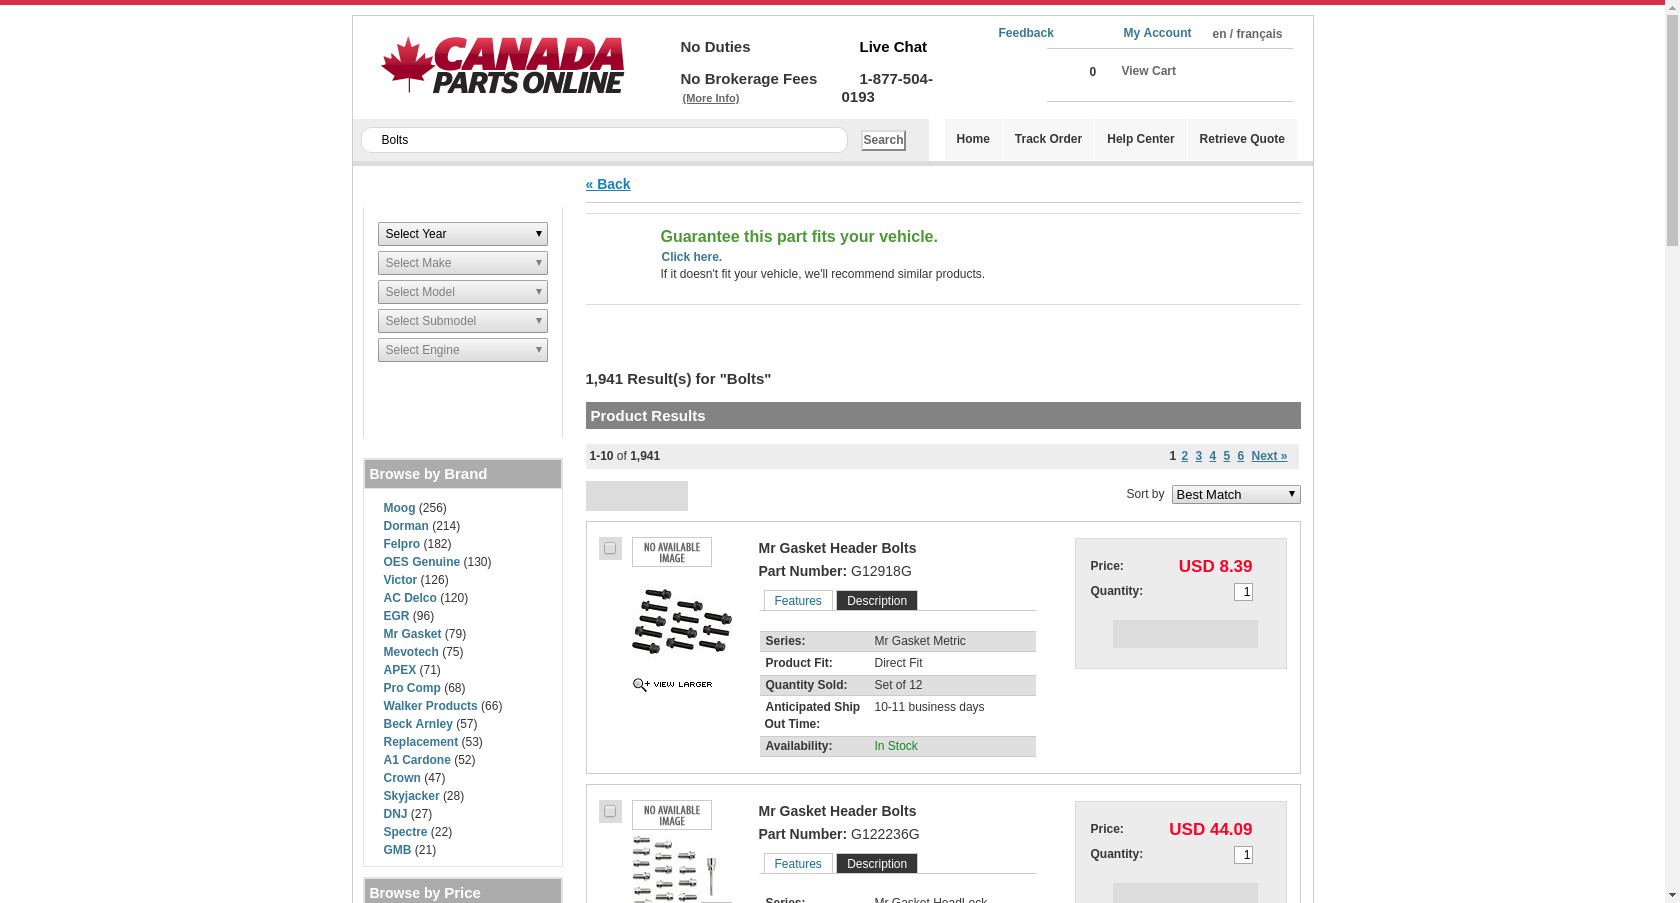 Feedback
My Account
en / français
CANADA
PARTS ONLINE
No Duties
Live Chat
No Brokerage Fees
(More Info)
1-877-504-
0193
0
View Cart
Bolts
Search
Home
Track Order
Help Center
Retrieve Quote
« Back
Select Year
Select Make
Select Model
Select Submodel
Select Engine
Guarantee this part fits your vehicle.
Click here.
If it doesn't fit your vehicle, we'll recommend similar products.
1,941 Result(s) for "Bolts"
Product Results
1-10 of 1,941
1 2 3 4 5 6 Next »
Sort by Best Match
Browse by Brand
Moog (256)
Dorman (214)
Felpro (182)
OES Genuine (130)
Victor (126)
AC Delco (120)
EGR (96)
Mr Gasket (79)
Mevotech (75)
APEX (71)
Pro Comp (68)
Walker Products (66)
Beck Arnley (57)
Replacement (53)
A1 Cardone (52)
Crown (47)
Skyjacker (28)
DNJ (27)
Spectre (22)
GMB (21)
Browse by Price
NO AVAILABLE
IMAGE
VIEW LARGER
Mr Gasket Header Bolts
Part Number: G12918G
Features
Description
Series: Mr Gasket Metric
Product Fit: Direct Fit
Quantity Sold: Set of 12
Anticipated Ship
Out Time:
10-11 business days
Availability: In Stock
Price: USD 8.39
Quantity: 1
NO AVAILABLE
IMAGE
Mr Gasket Header Bolts
Part Number: G122236G
Features
Description
Series: Mr Gasket HeadLock
Price: USD 44.09
Quantity: 1